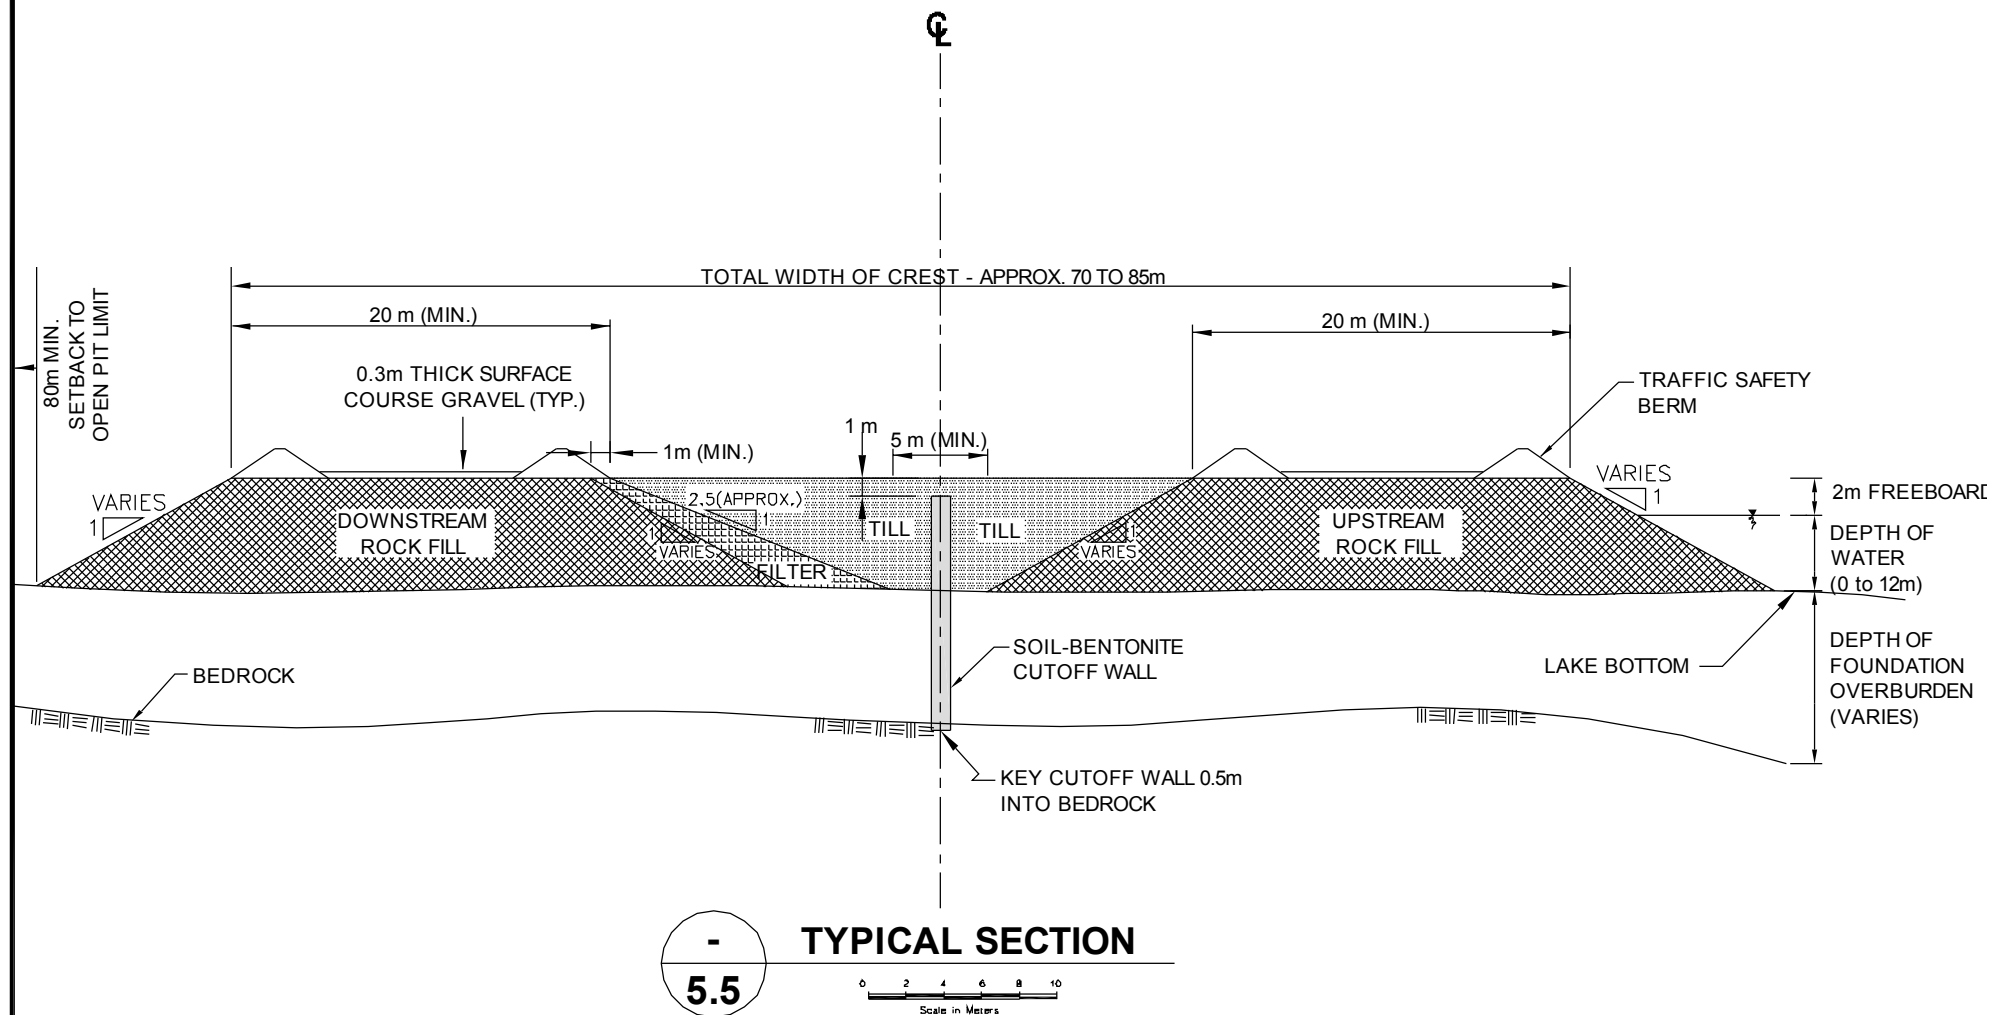 ℄
TOTAL WIDTH OF CREST - APPROX. 70 TO 85m
80m MIN.
SETBACK TO
OPEN PIT LIMIT
20 m (MIN.)
20 m (MIN.)
0.3m THICK SURFACE
COURSE GRAVEL (TYP.)
TRAFFIC SAFETY
BERM
1 m
5 m (MIN.)
1m (MIN.)
VARIES
1
VARIES
1
2m FREEBOARD
2.5(APPROX.)
1
1
VARIES
DOWNSTREAM
ROCK FILL
TILL
TILL
1
VARIES
UPSTREAM
ROCK FILL
FILTER
DEPTH OF
WATER
(0 to 12m)
SOIL-BENTONITE
CUTOFF WALL
LAKE BOTTOM
DEPTH OF
FOUNDATION
OVERBURDEN
(VARIES)
BEDROCK
KEY CUTOFF WALL 0.5m
INTO BEDROCK
-
5.5
TYPICAL SECTION
0 2 4 6 8 10
Scale in Meters